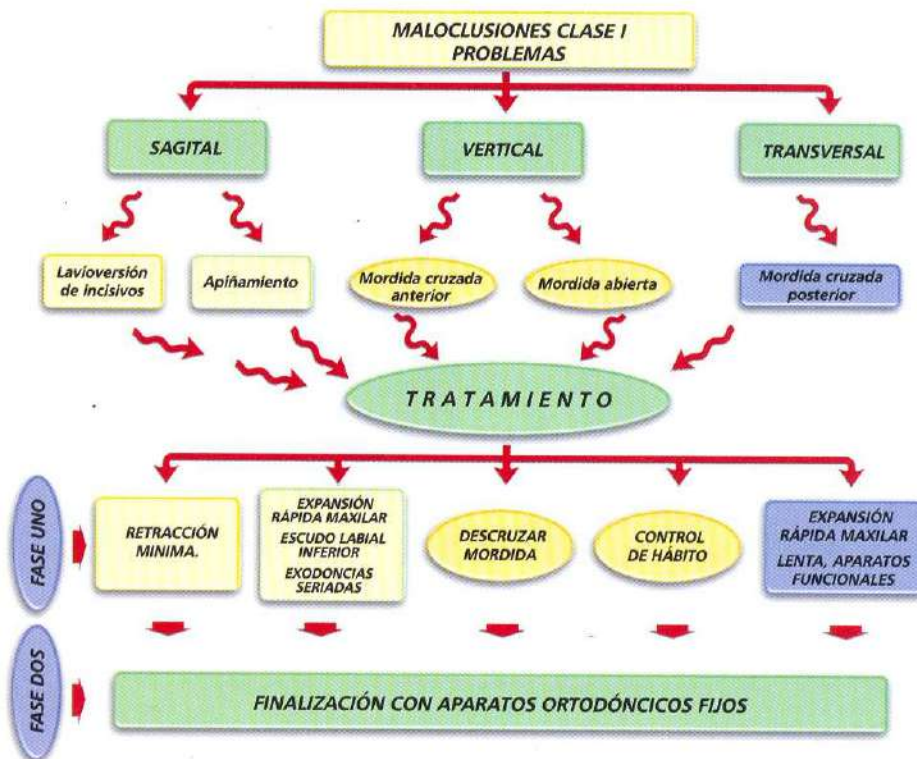 MALOCLUSIONES CLASE I
PROBLEMAS
SAGITAL
VERTICAL
TRANSVERSAL
Lavioversión
de incisivos
Apiñamiento
Mordida cruzada
anterior
Mordida abierta
Mordida cruzada
posterior
TRATAMIENTO
FASE UNO
RETRACCIÓN
MINIMA.
EXPANSIÓN
RÁPIDA MAXILAR
ESCUDO LABIAL
INFERIOR
EXODONCIAS
SERIADAS
DESCRUZAR
MORDIDA
CONTROL
DE HÁBITO
EXPANSIÓN
RÁPIDA MAXILAR
LENTA, APARATOS
FUNCIONALES
FASE DOS
FINALIZACIÓN CON APARATOS ORTODÓNCICOS FIJOS